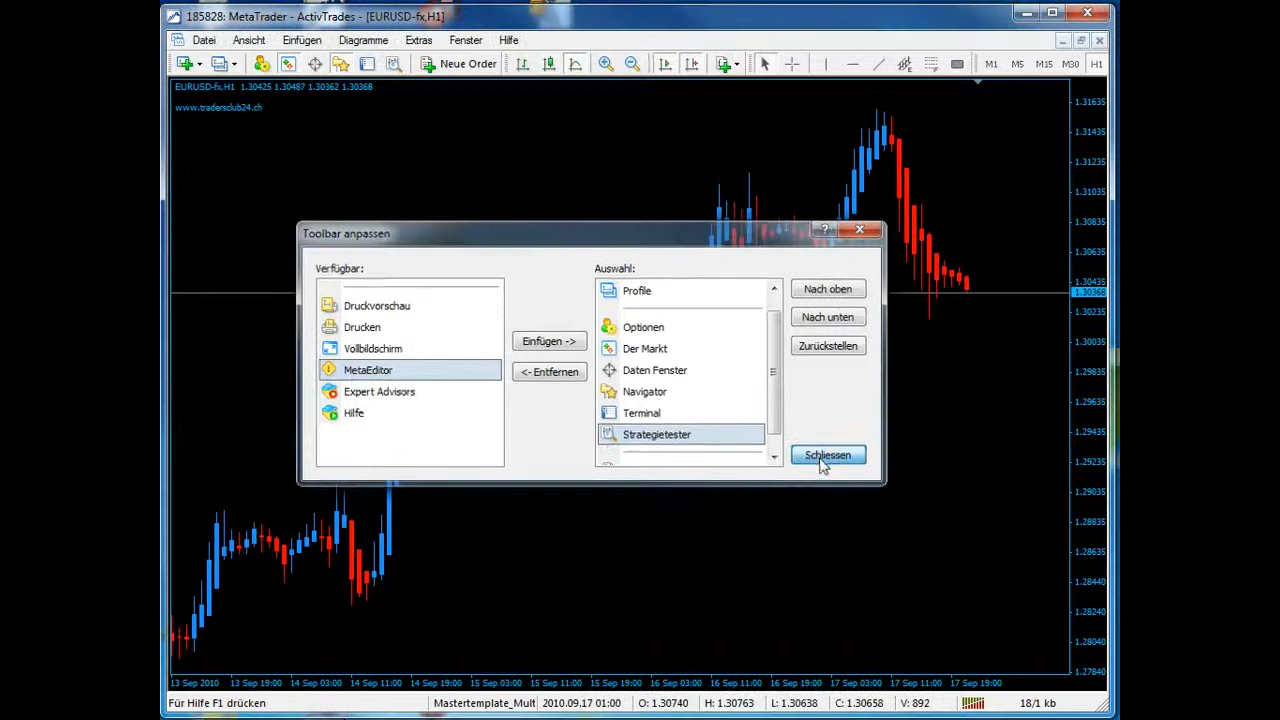 185828: MetaTrader - ActivTrades - [EURUSD-fx,H1]
Datei Ansicht Einfügen Diagramme Extras Fenster Hilfe
Neue Order M1 M5 M15 M30 H1
EURUSD-fx,H1 1.30425 1.30487 1.30362 1.30368
www.tradersclub24.ch
1.31635
1.31435
1.31235
1.31035
1.30835
1.30635
1.30435
1.30368
1.30235
1.30035
1.29835
1.29635
1.29435
1.29235
1.29035
1.28835
1.28635
1.28440
1.28240
1.28040
1.27840
Toolbar anpassen
Verfügbar:
Druckvorschau
Drucken
Vollbildschirm
MetaEditor
Expert Advisors
Hilfe
Einfügen ->
<- Entfernen
Auswahl:
Profile
Optionen
Der Markt
Daten Fenster
Navigator
Terminal
Strategietester
Nach oben
Nach unten
Zurückstellen
Schliessen
13 Sep 2010 13 Sep 19:00 14 Sep 03:00 14 Sep 11:00 14 Sep 19:00 15 Sep 03:00 15 Sep 11:00 15 Sep 19:00 16 Sep 03:00 16 Sep 11:00 16 Sep 19:00 17 Sep 03:00 17 Sep 11:00 17 Sep 19:00
Für Hilfe F1 drücken Mastertemplate_Mult 2010.09.17 01:00 O: 1.30740 H: 1.30763 L: 1.30638 C: 1.30658 V: 892 18/1 kb